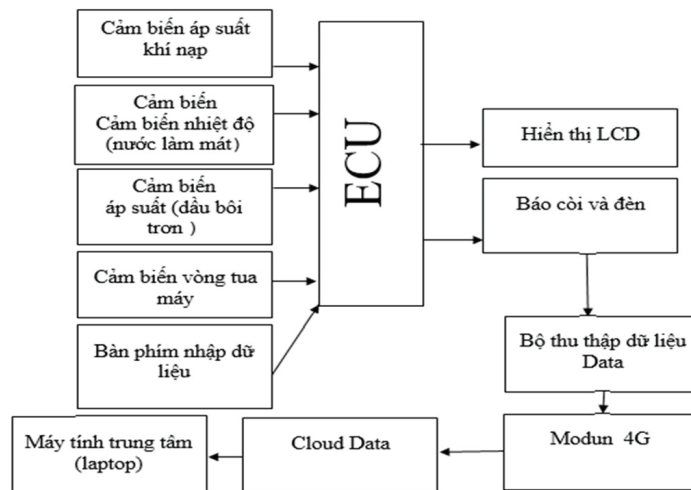 Cảm biến áp suất
khí nạp
Cảm biến
Cảm biến nhiệt độ
(nước làm mát)
Cảm biến
áp suất (dầu bôi
trơn )
Cảm biến vòng tua
máy
Bàn phím nhập dữ
liệu
ECU
Hiển thị LCD
Báo còi và đèn
Bộ thu thập dữ liệu
Data
Modun 4G
Cloud Data
Máy tính trung tâm
(laptop)